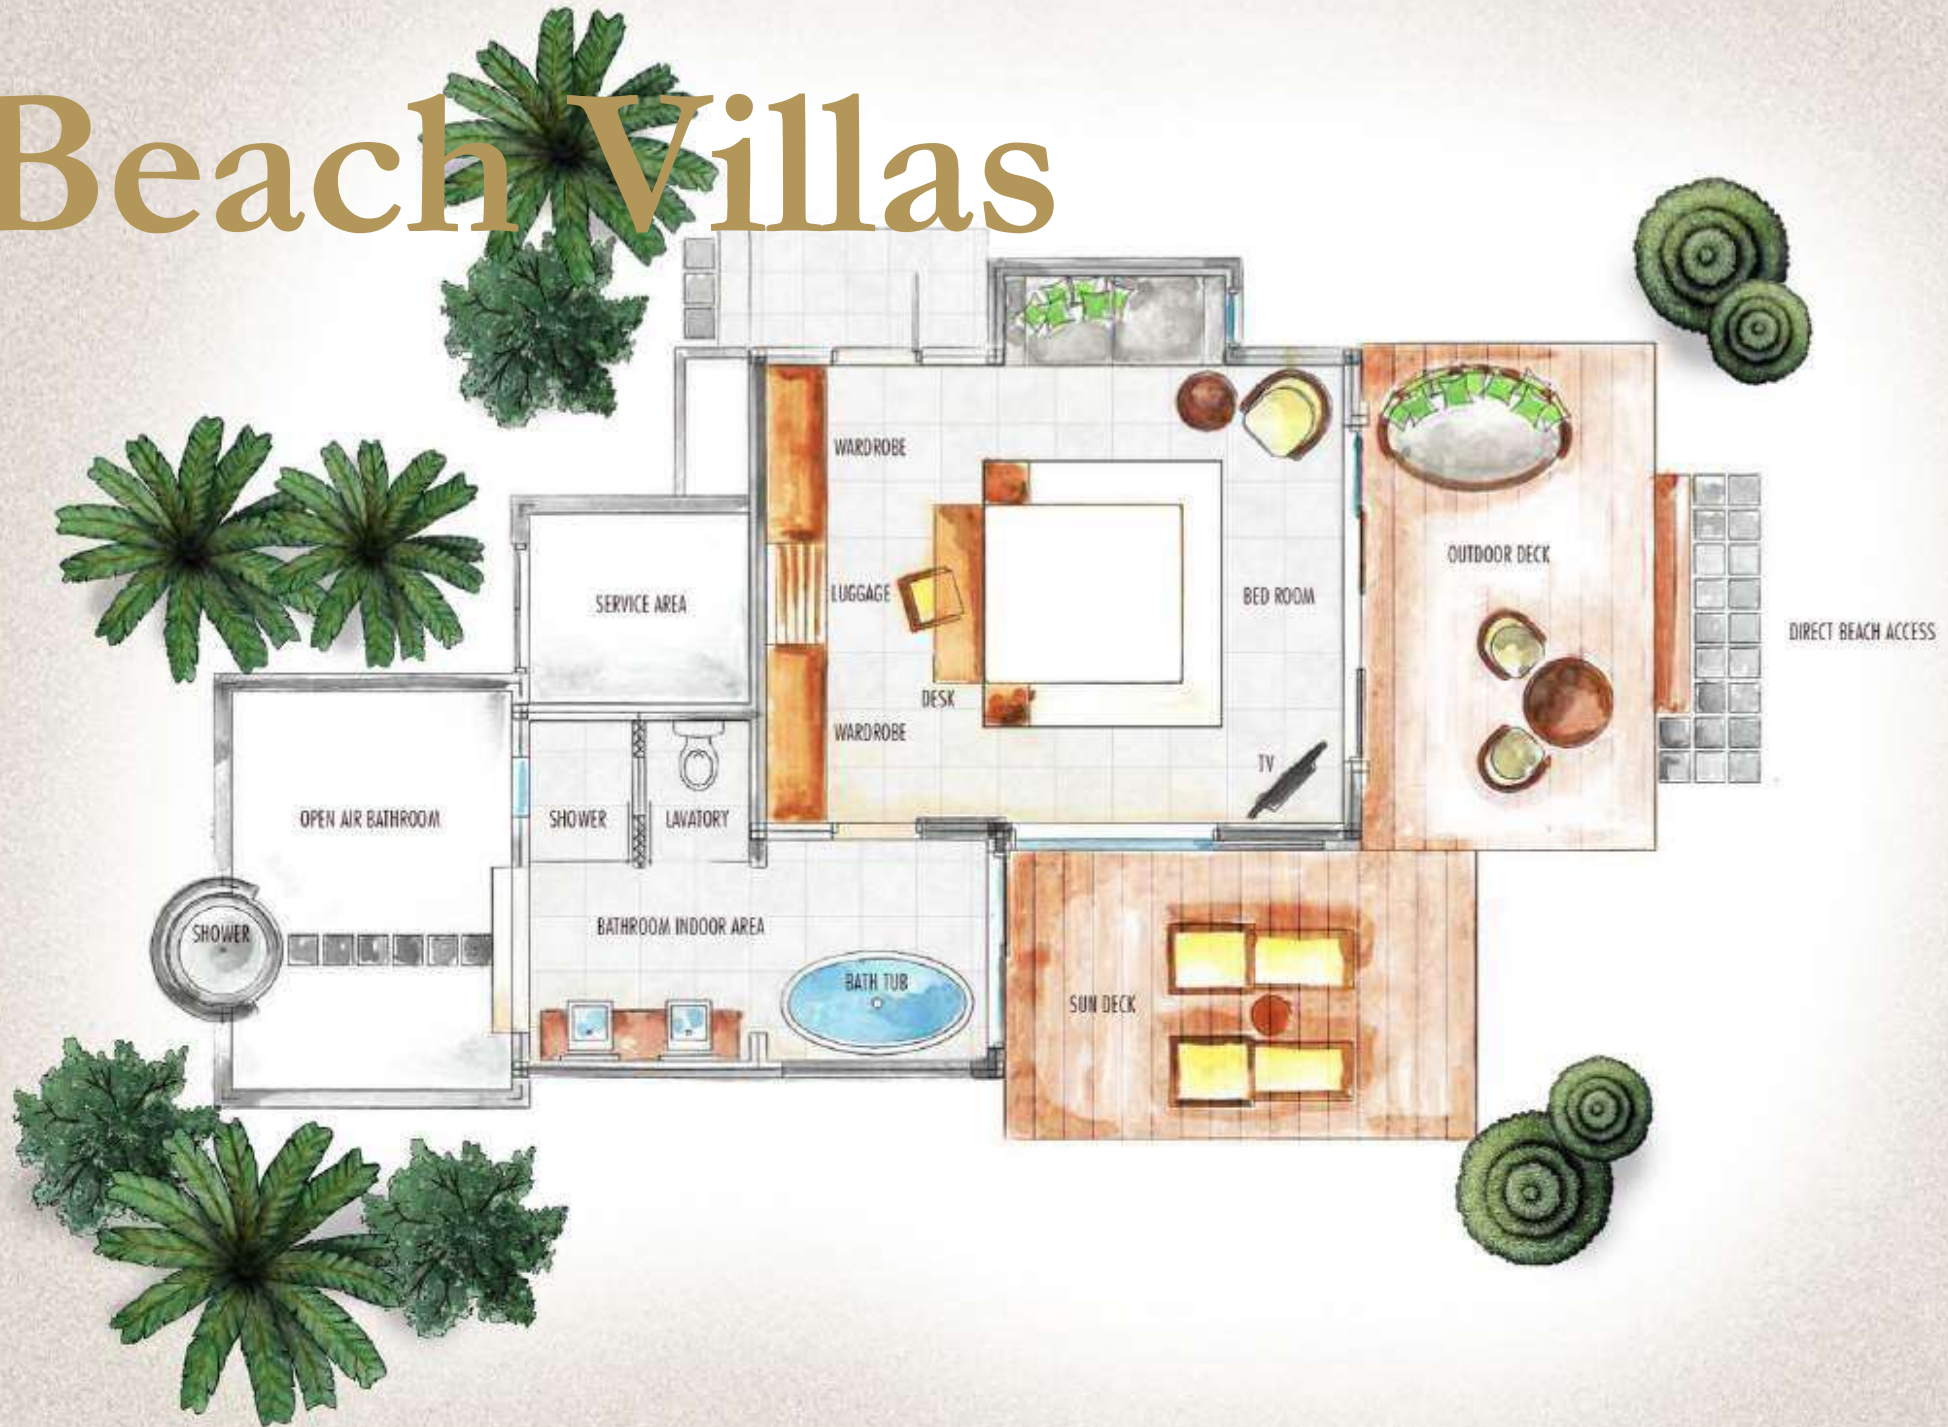 Beach Villas
WARDROBE
OUTDOOR DECK
LUGGAGE
BED ROOM
SERVICE AREA
DIRECT BEACH ACCESS
DESK
WARDROBE
TV
OPEN AIR BATHROOM
SHOWER
LAVATORY
BATHROOM INDOOR AREA
SHOWER
BATH TUB
SUN DECK